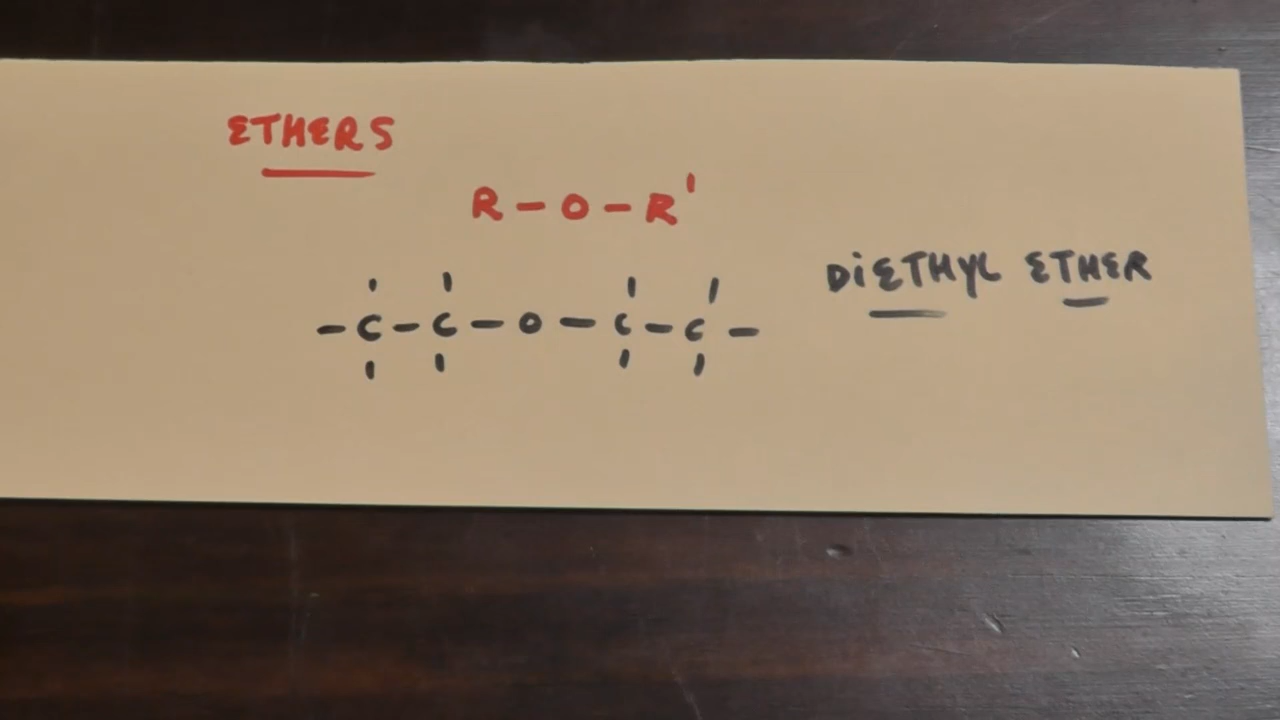 ETHERS
R - O - R'
DiETHYL ETHER
- C - C - O - C - C -